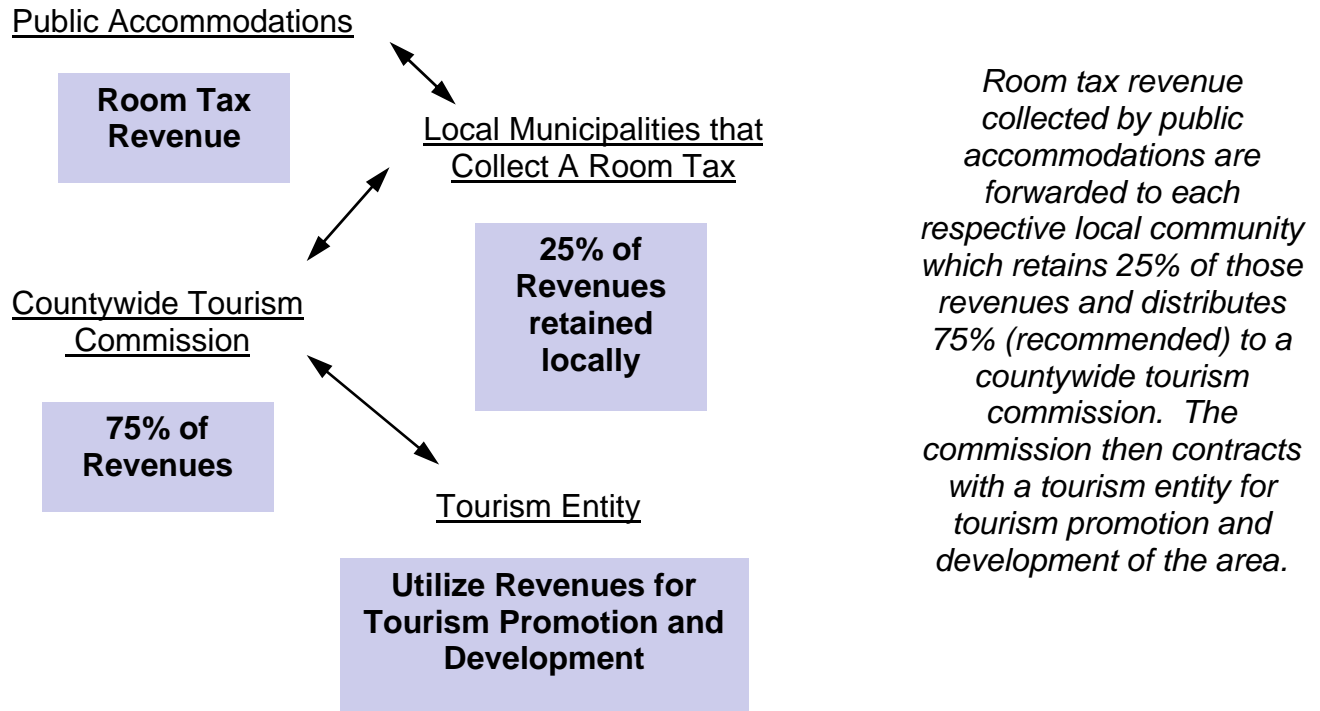 Public Accommodations
Room Tax
Revenue
Local Municipalities that
Collect A Room Tax
25% of
Revenues
retained
locally
Countywide Tourism
Commission
75% of
Revenues
Tourism Entity
Utilize Revenues for
Tourism Promotion and
Development
Room tax revenue
collected by public
accommodations are
forwarded to each
respective local community
which retains 25% of those
revenues and distributes
75% (recommended) to a
countywide tourism
commission.  The
commission then contracts
with a tourism entity for
tourism promotion and
development of the area.